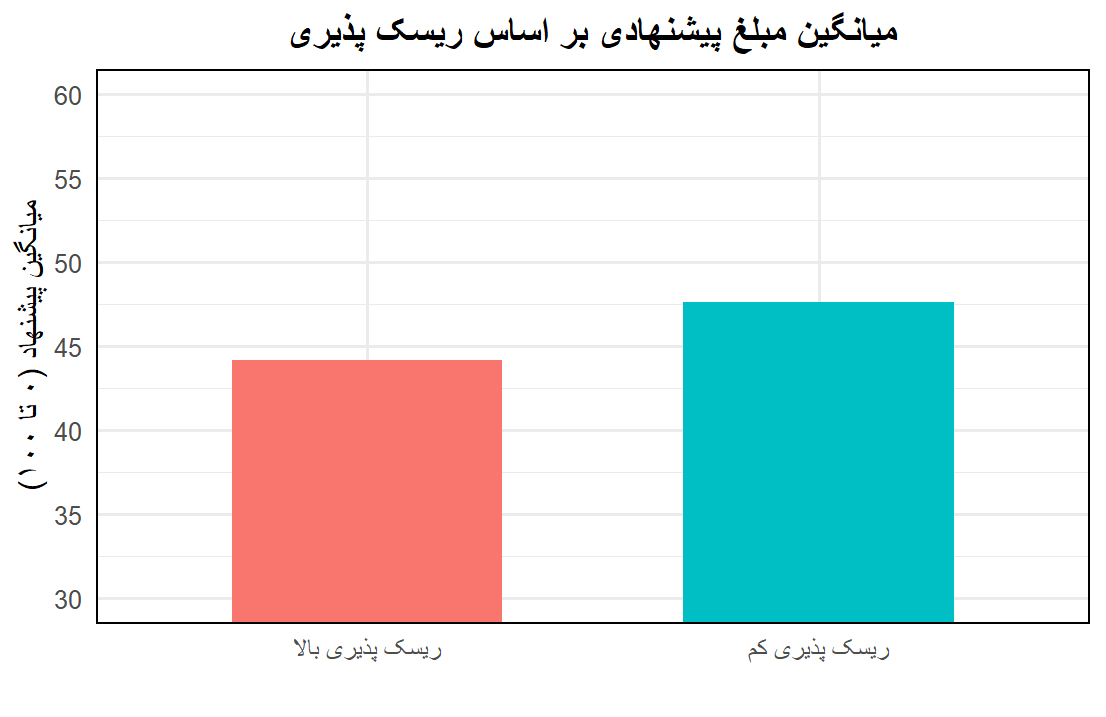 میانگین مبلغ پیشنهادی بر اساس ریسک پذیری
میانگین پیشنهاد (۰ تا ۱۰۰)
60
55
50
45
40
35
30
ریسک پذیری بالا
ریسک پذیری کم